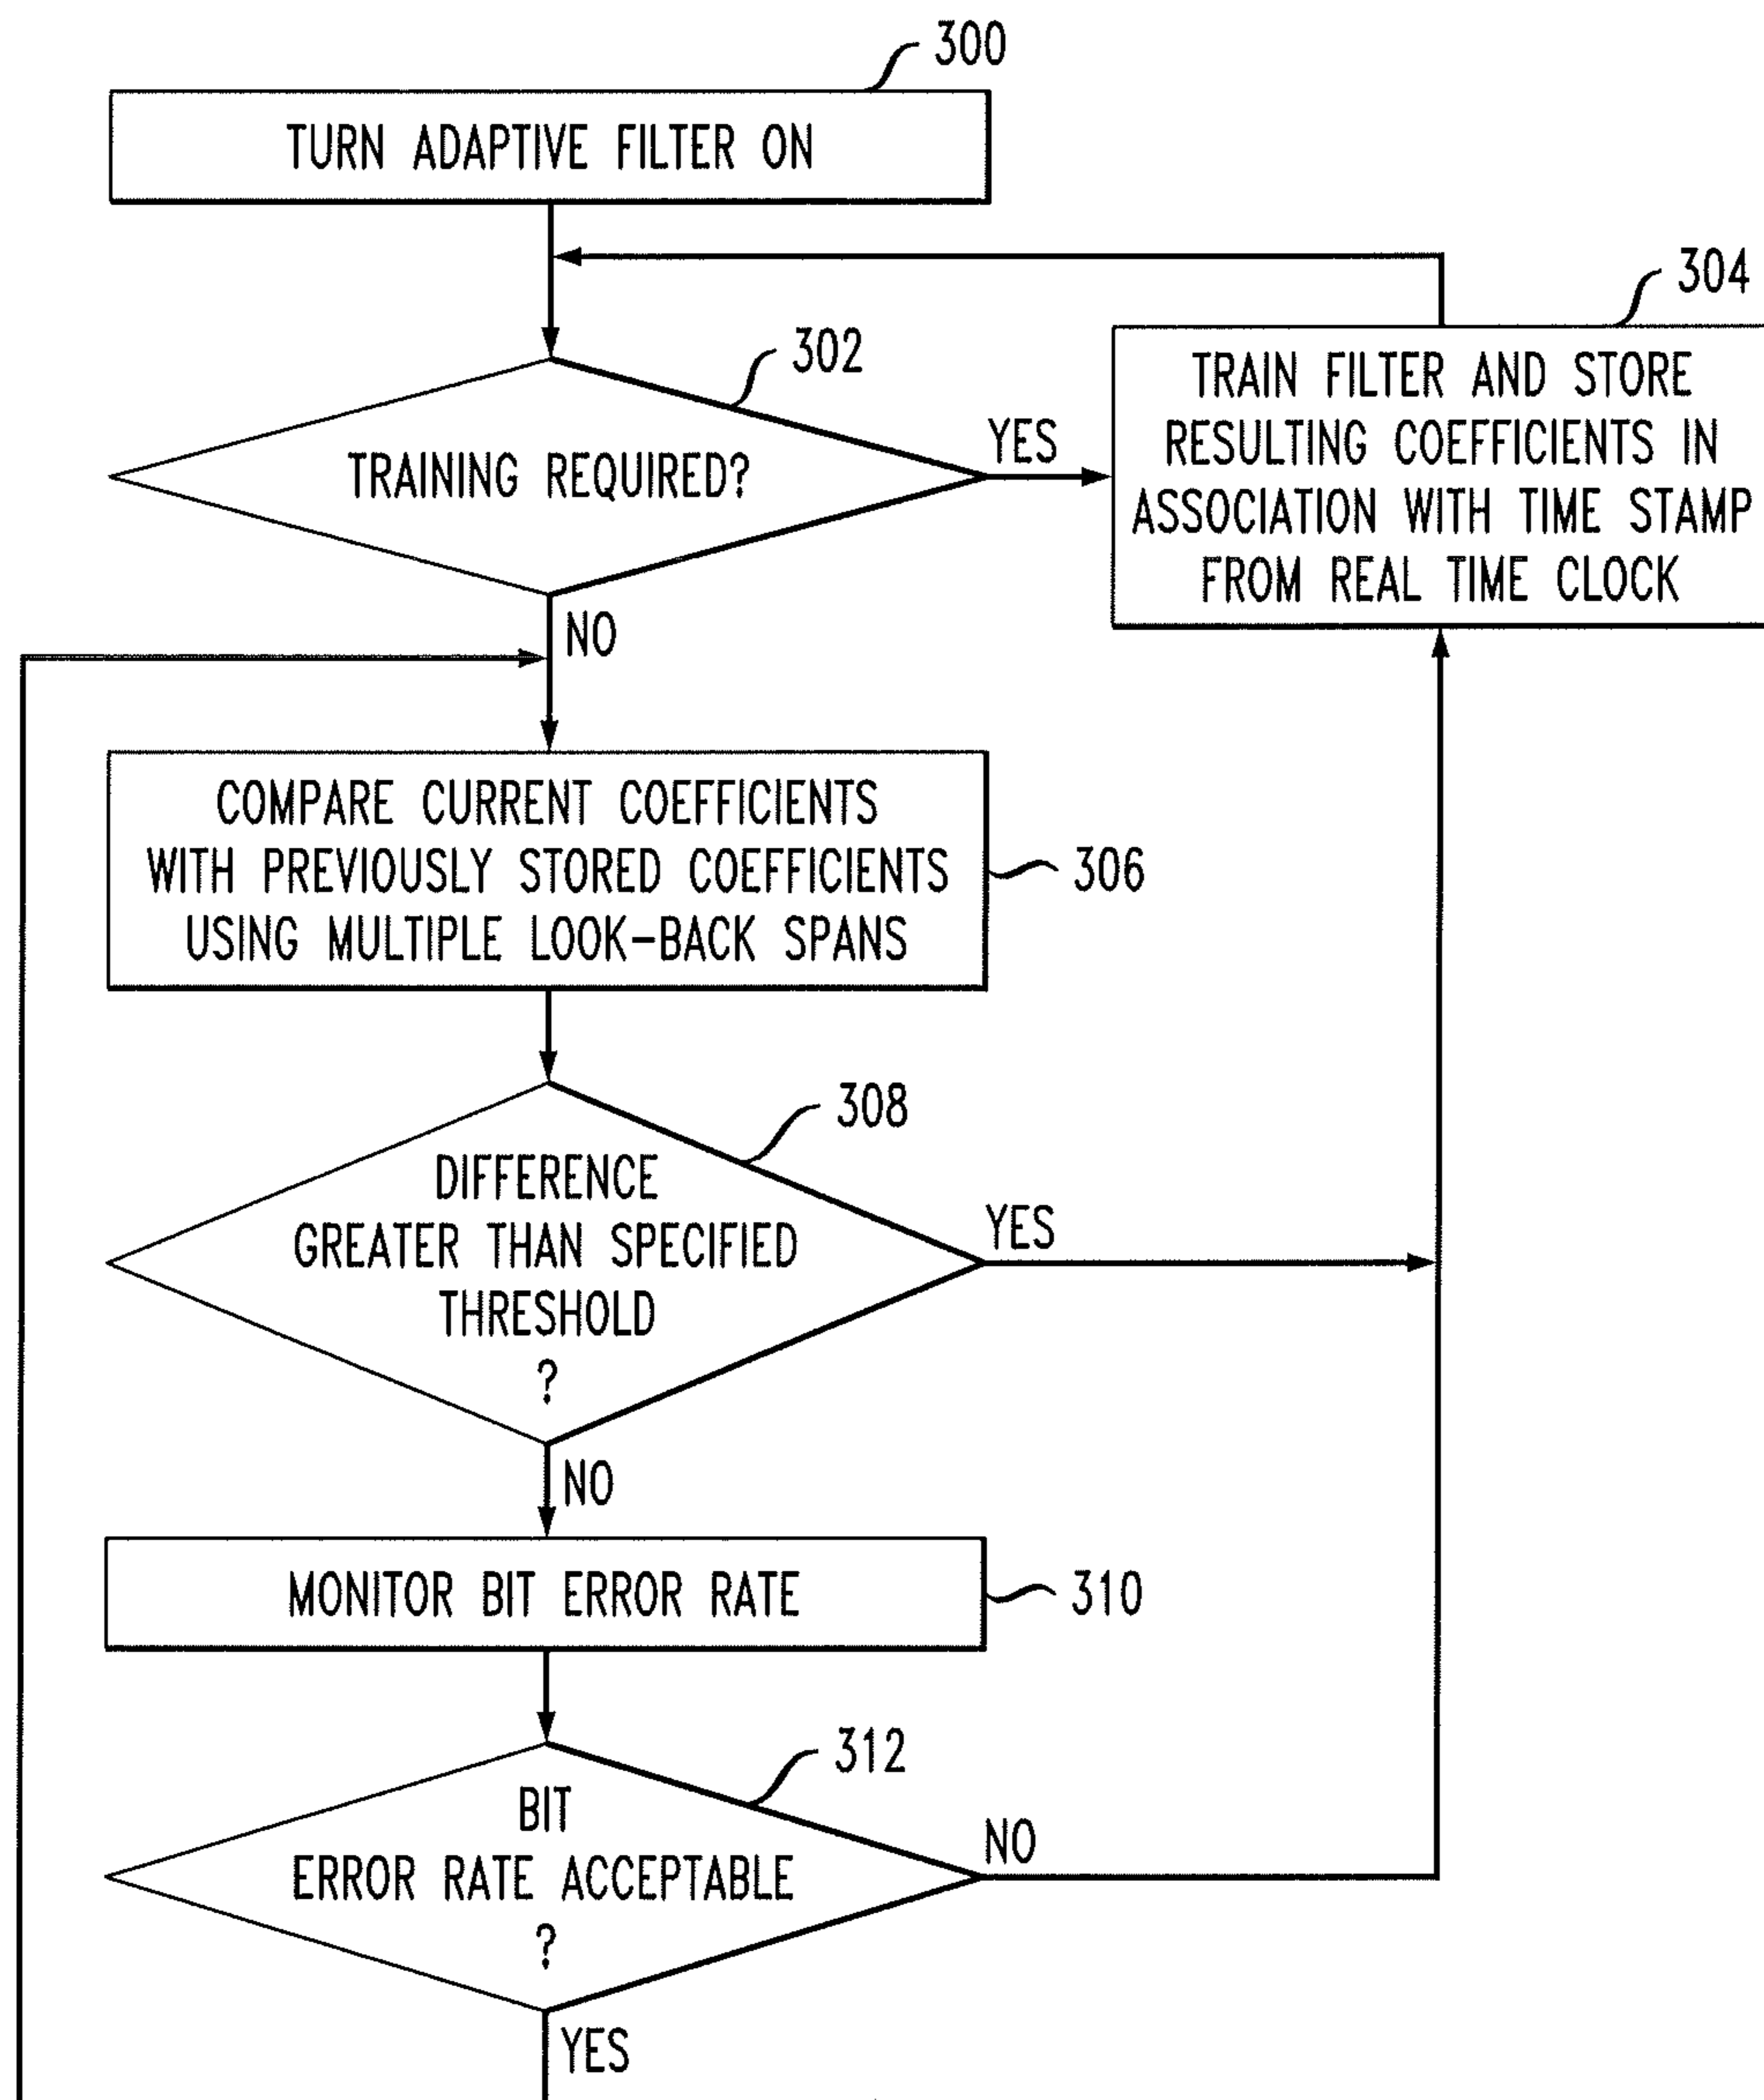 300
TURN ADAPTIVE FILTER ON
304
302
TRAINING REQUIRED?
YES
TRAIN FILTER AND STORE
RESULTING COEFFICIENTS IN
ASSOCIATION WITH TIME STAMP
FROM REAL TIME CLOCK
NO
COMPARE CURRENT COEFFICIENTS
WITH PREVIOUSLY STORED COEFFICIENTS
USING MULTIPLE LOOK-BACK SPANS
306
308
DIFFERENCE
GREATER THAN SPECIFIED
THRESHOLD
?
YES
NO
MONITOR BIT ERROR RATE
310
312
BIT
ERROR RATE ACCEPTABLE
?
NO
YES